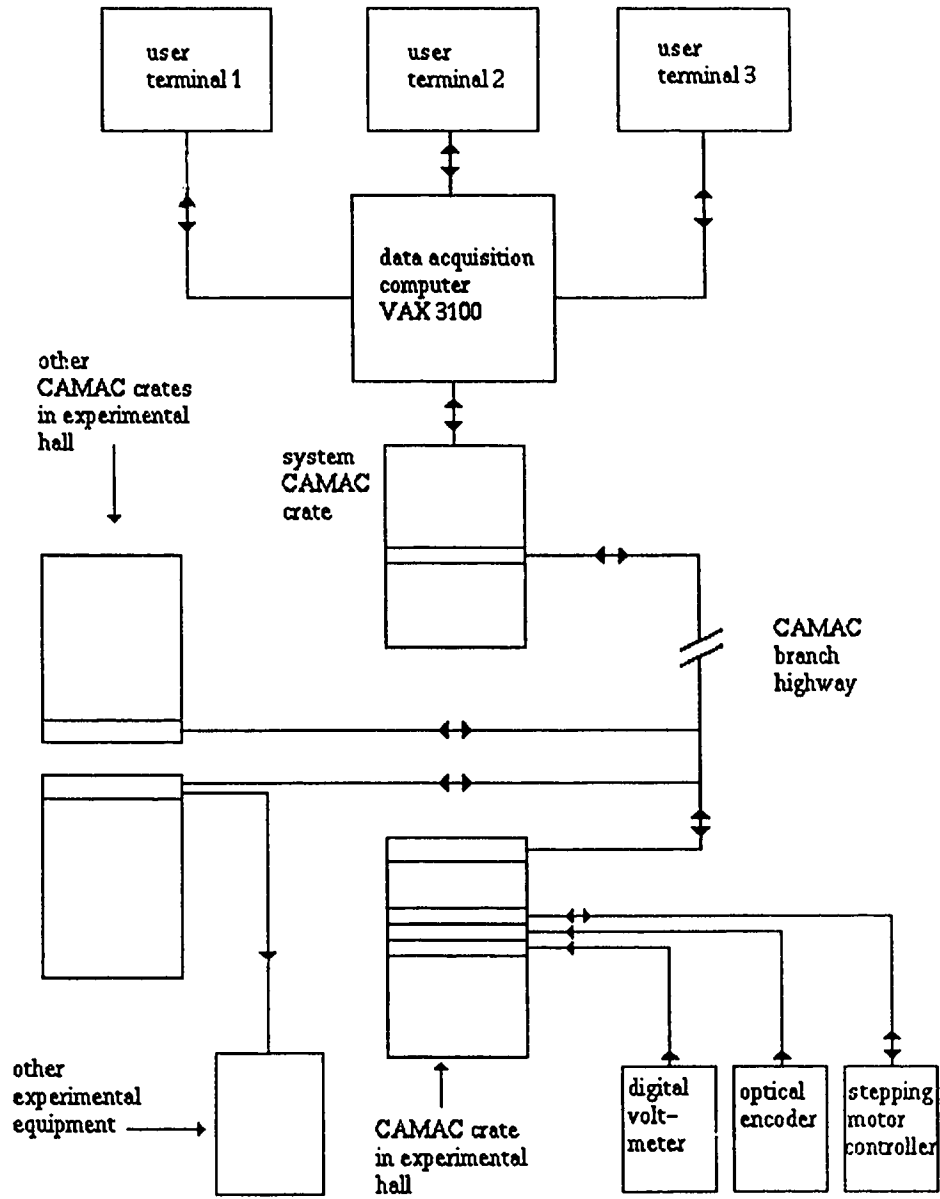 user
terminal 1
user
terminal 2
user
terminal 3
data acquisition
computer
VAX 3100
other
CAMAC crates
in experimental
hall
system
CAMAC
crate
CAMAC
branch
highway
other
experimental
equipment
CAMAC crate
in experimental
hall
digital
volt-
meter
optical
encoder
stepping
motor
controller